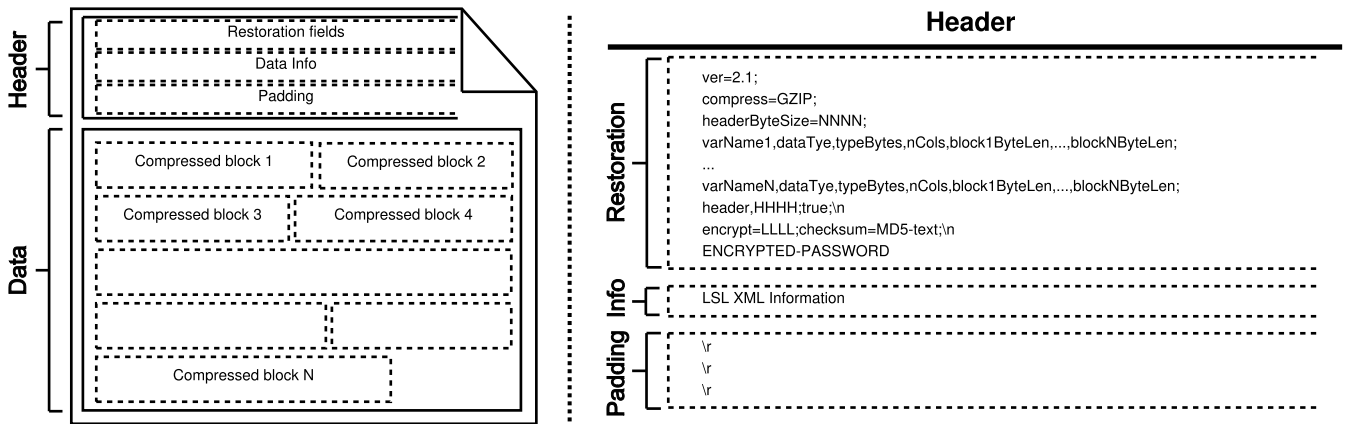 Header
Restoration fields
Data Info
Padding
Data
Compressed block 1
Compressed block 2
Compressed block 3
Compressed block 4
Compressed block N
Header
Restoration
ver=2.1;
compress=GZIP;
headerByteSize=NNNN;
varName1,dataTye,typeBytes,nCols,block1ByteLen,...,blockNByteLen;
...
varNameN,dataTye,typeBytes,nCols,block1ByteLen,...,blockNByteLen;
header,HHHH;true;\n
encrypt=LLLL;checksum=MD5-text;\n
ENCRYPTED-PASSWORD
Info
LSL XML Information
Padding
\r
\r
\r